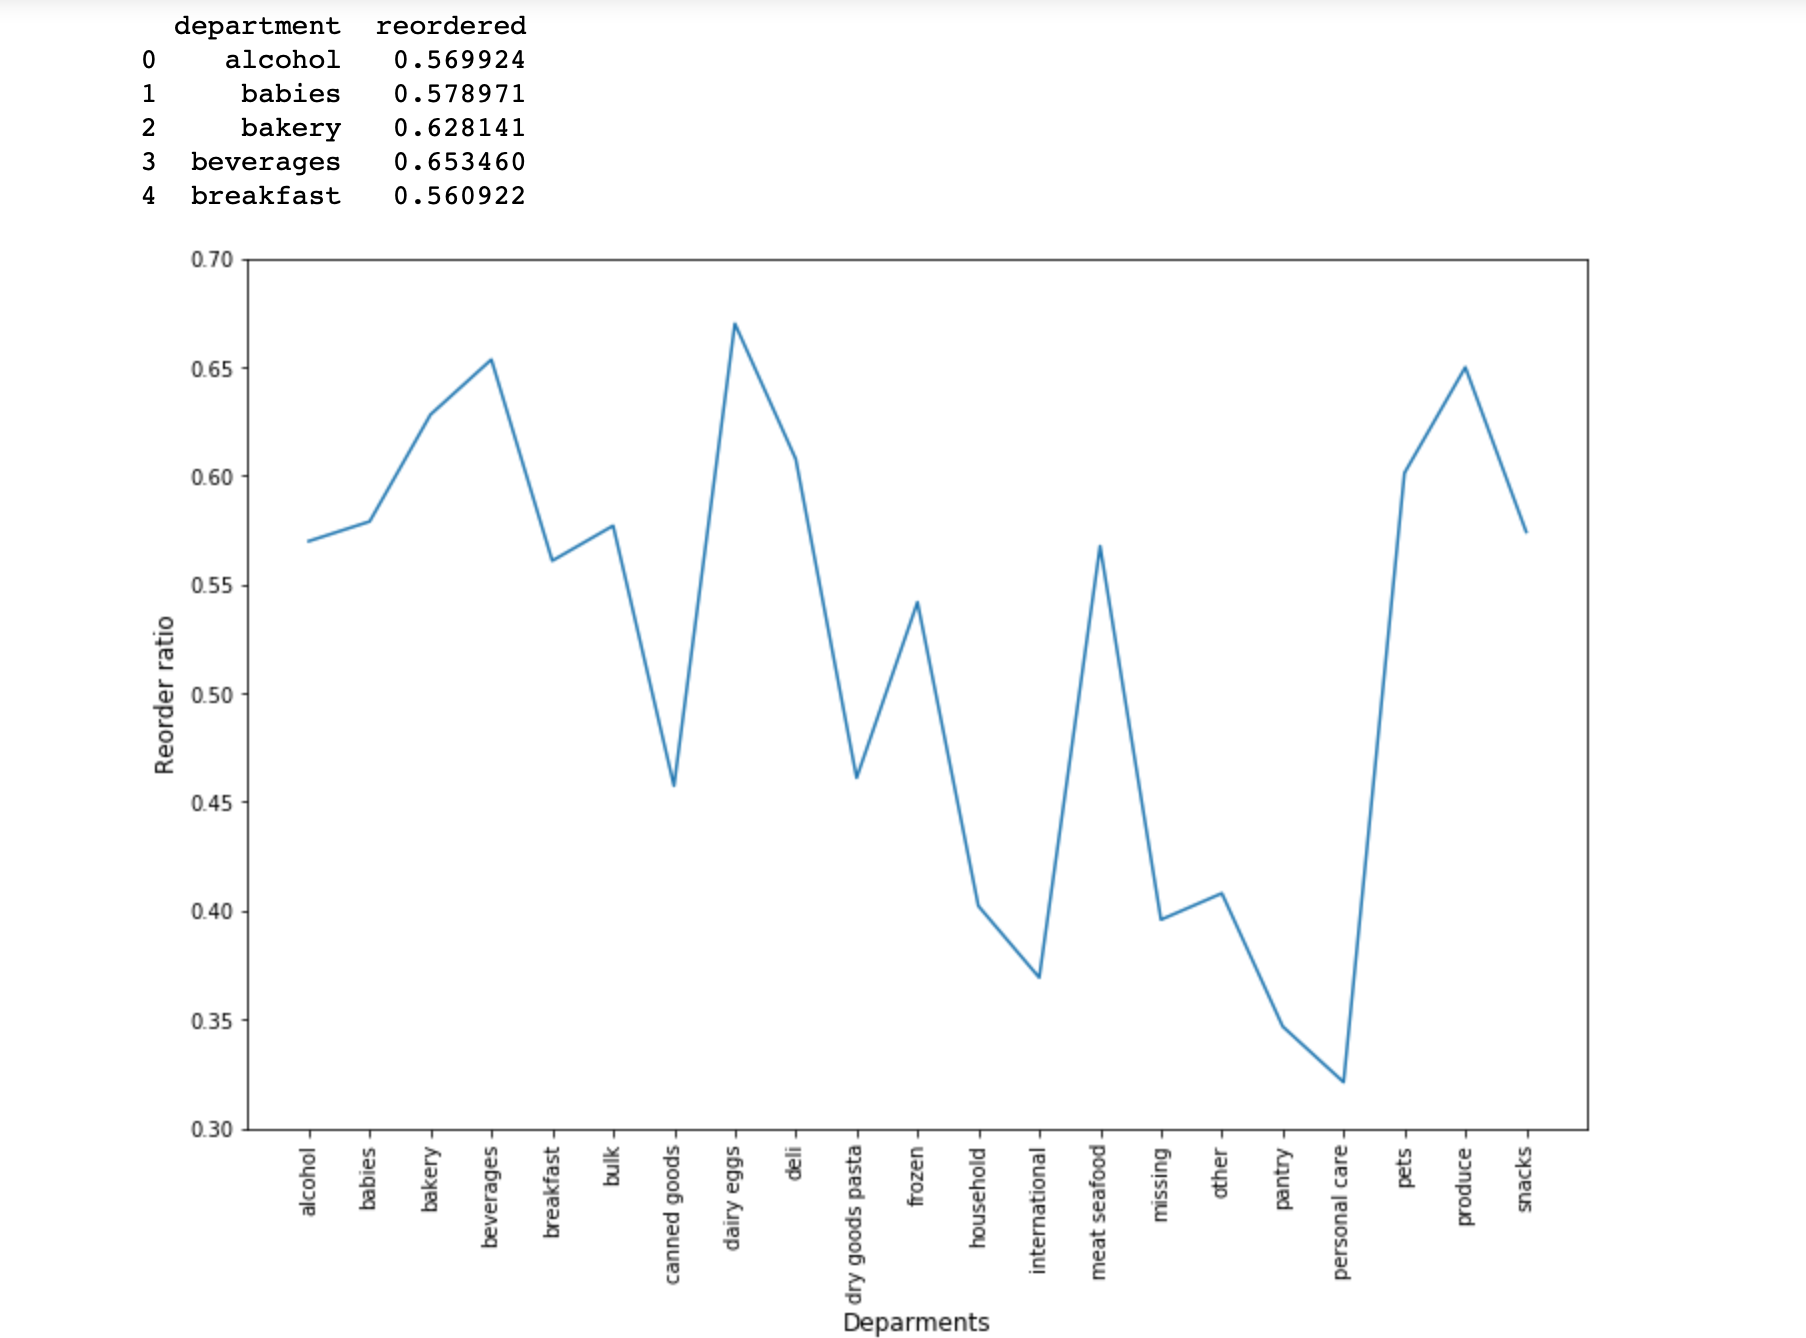 department reordered
0 alcohol 0.569924
1 babies 0.578971
2 bakery 0.628141
3 beverages 0.653460
4 breakfast 0.560922
0.70
0.65
0.60
0.55
0.50
0.45
0.40
0.35
0.30
Reorder ratio
alcohol
babies
bakery
beverages
breakfast
bulk
canned goods
dairy eggs
deli
dry goods pasta
frozen
household
international
meat seafood
missing
other
pantry
personal care
pets
produce
snacks
Deparments